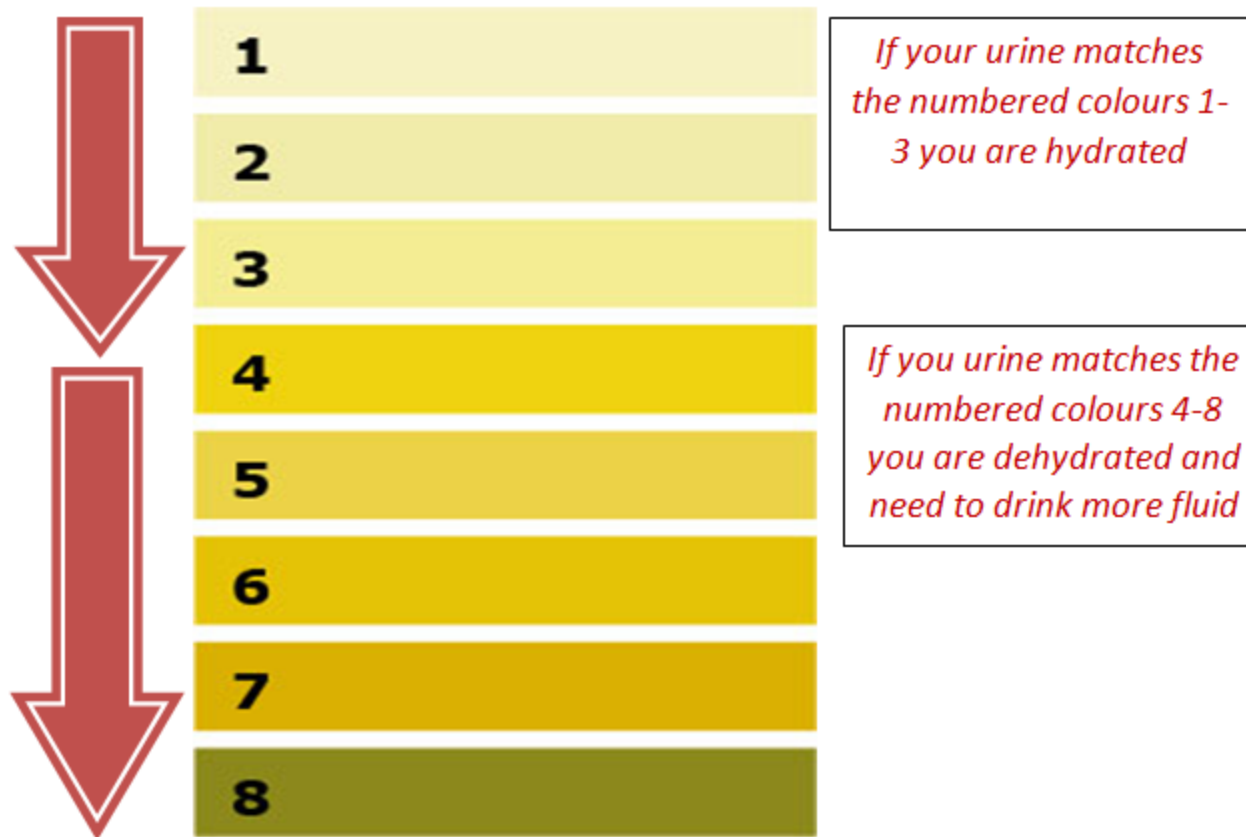 1
2
3
4
5
6
7
8
If your urine matches
the numbered colours 1-
3 you are hydrated
If you urine matches the
numbered colours 4-8
you are dehydrated and
need to drink more fluid